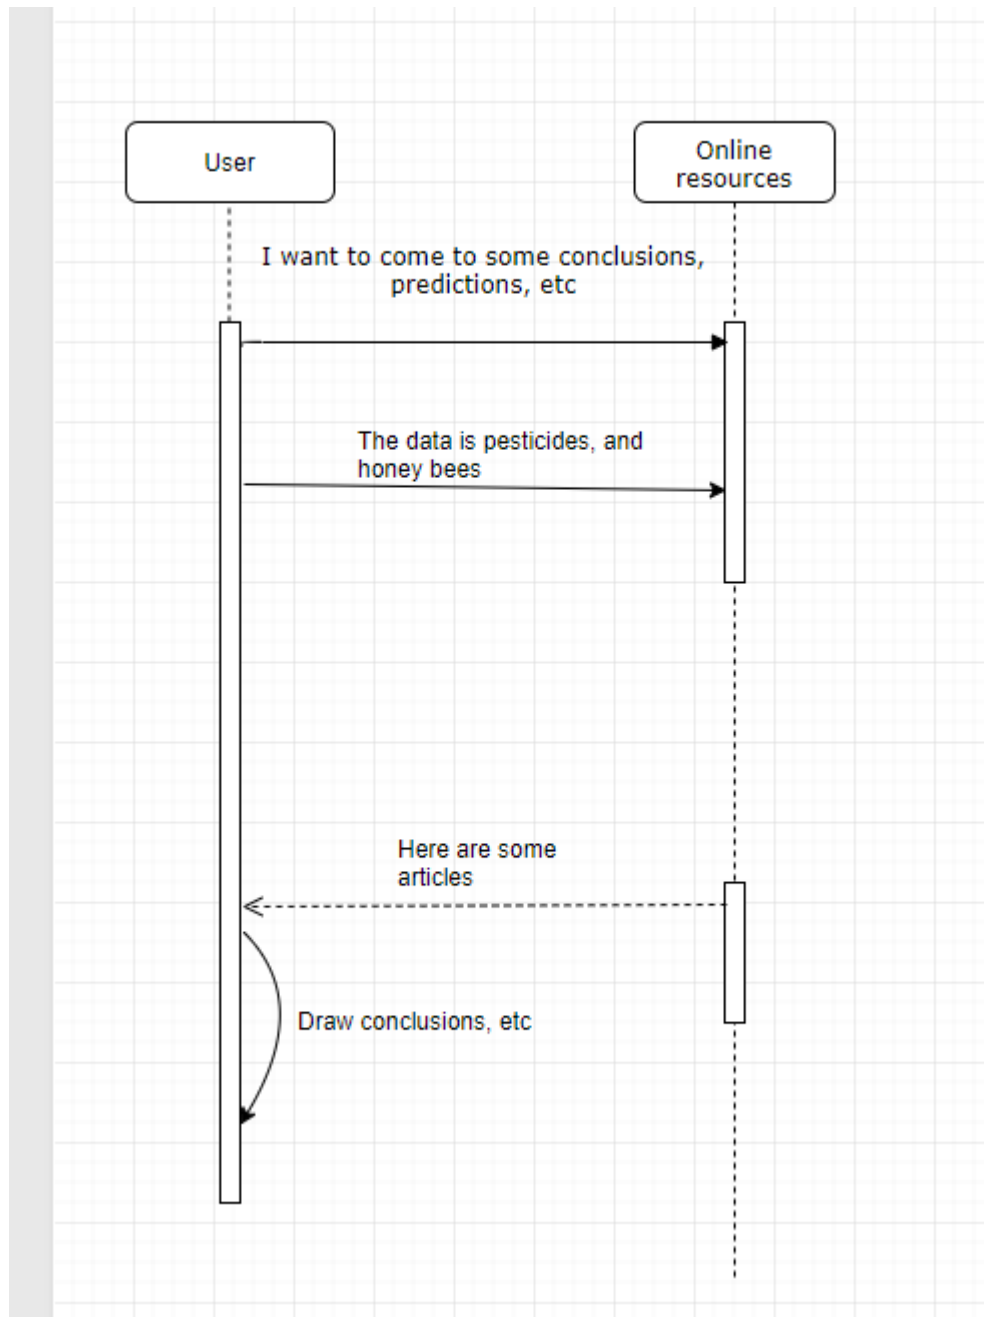 User
Online
resources
I want to come to some conclusions,
predictions, etc
The data is pesticides, and
honey bees
Here are some
articles
Draw conclusions, etc